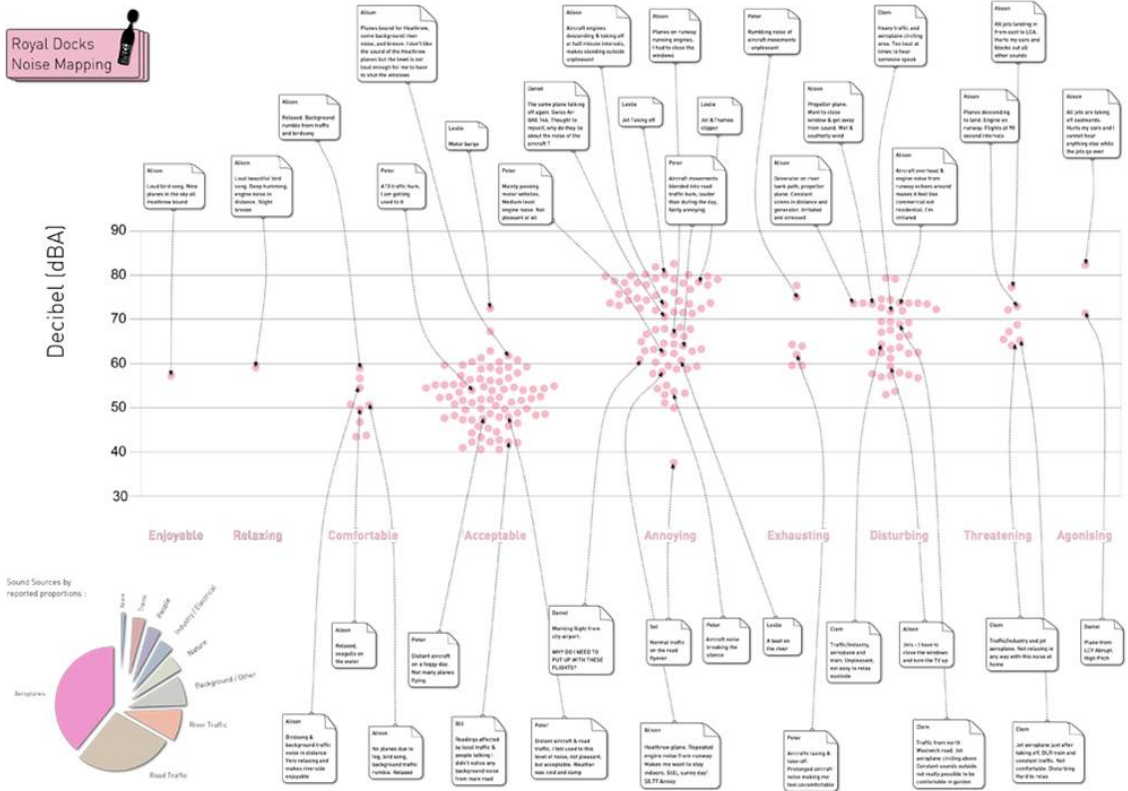 Royal Docks
Noise Mapping
Alison
Planes bound for Heathrow,
some background river
noise, and breeze. I don't like
the sound of the Heathrow
planes but the level is not
loud enough for me to have
to shut the windows
Alison
Aircraft engines
descending & taking off
at half minute intervals,
makes standing outside
unpleasant
Alison
Planes on runway
running engines.
I had to close the
windows
Peter
Rumbling noise of
aircraft movements
- unpleasant
Clem
Heavy traffic and
aeroplane circling
area. Too loud at
times to hear
someone speak
Alison
All jets landing in
from east to LCA.
Hurts my ears and
blocks out all
other sounds
Alison
Relaxed. Background
rumble from traffic
and birdsong
Leslie
Motor barge
Daniel
The same plane
off again. Swiss Air
Thought to
myself, why do they lie
about the noise of the
aircraft ?
Leslie
Jet Taxing off
Leslie
Jet & Thames
clipper
Alison
Propellor plane.
Want to close
window & get away
from sound. Wet &
southerly wind
Alison
Planes descending
to land. Engine on
runway. Flights at 90
second intervals
Alison
All jets are taking
off eastwards.
Hurts my ears and I
cannot hear
anything else while
the jets go over
Alison
Loud bird song. Nine
planes in the sky all
Heathrow bound
Alison
Loud beautiful bird
song. Deep humming,
engine noise in
distance. Slight
breeze
Peter
A13 traffic hum,
I am getting
used to it
Peter
Mainly passing
motor vehicles.
Medium level
engine noise. Not
pleasant at all
Peter
Aircraft movements
blended into road
traffic hum, louder
than during the day,
fairly annoying
Alison
Generator on river
bank path, propellor
plane. Constant
sirens in distance and
generator. Irritated
and stressed
Alison
Aircraft overhead &
engine noise from
runway echoes around
makes it feel like
commercial not
residential. I'm
irritated
Decibel (dBA)
90
80
70
60
50
40
30
Enjoyable
Relaxing
Comfortable
Acceptable
Annoying
Exhausting
Disturbing
Threatening
Agonising
Sound Sources by
reported proportions :
Trains
People
Industry / Electrical
Nature
Background / Other
River Traffic
Road Traffic
Aeroplanes
Alison
Relaxed,
seagulls on
the water
Peter
Distant aircraft
on a foggy day.
Not many planes
flying
Daniel
Morning flight from
city airport.
WHY DO I NEED TO
PUT UP WITH THESE
FLIGHTS?
Normal traffic
on the road
flyover
Peter
Aircraft noise
breaking the
silence
Leslie
A boat on
the river
Clem
Traffic/Industry,
aeroplane and
train. Unpleasant,
not easy to relax
outside
Alison
Jets - I have to
close the windows
and turn the TV up
Clem
Traffic/Industry and jet
aeroplane. Not relaxing in
any way with this noise at
home
Daniel
Plane from
LCY Abrupt,
High Pitch
Alison
Birdsong &
background traffic
noise in distance
Very relaxing and
makes riverside
enjoyable
Alison
No planes due to
fog, bird song,
background traffic
rumble. Relaxed
Bill
Readings affected
by local traffic &
people talking I
didn't notice any
background noise
from main road
Peter
Distant aircraft and
road traffic. I felt used to this
level of noise, not pleasant,
but acceptable. Weather
was cold and damp
Alison
Heathrow plane. Repeated
engine noise from runway
Makes me want to stay
indoors. Still, sunny day'
Peter
Aircrafts taxiing &
take-off.
Prolonged aircraft
noise making me
feel uncomfortable
Clem
Traffic from north
Woolwich road. Jet
aeroplane circling above
Constant sounds outside
not really possible to be
comfortable in garden
Clem
Jet aeroplane just after
taking off. DLR train and
constant traffic. Not
comfortable. Disturbing
Hard to relax